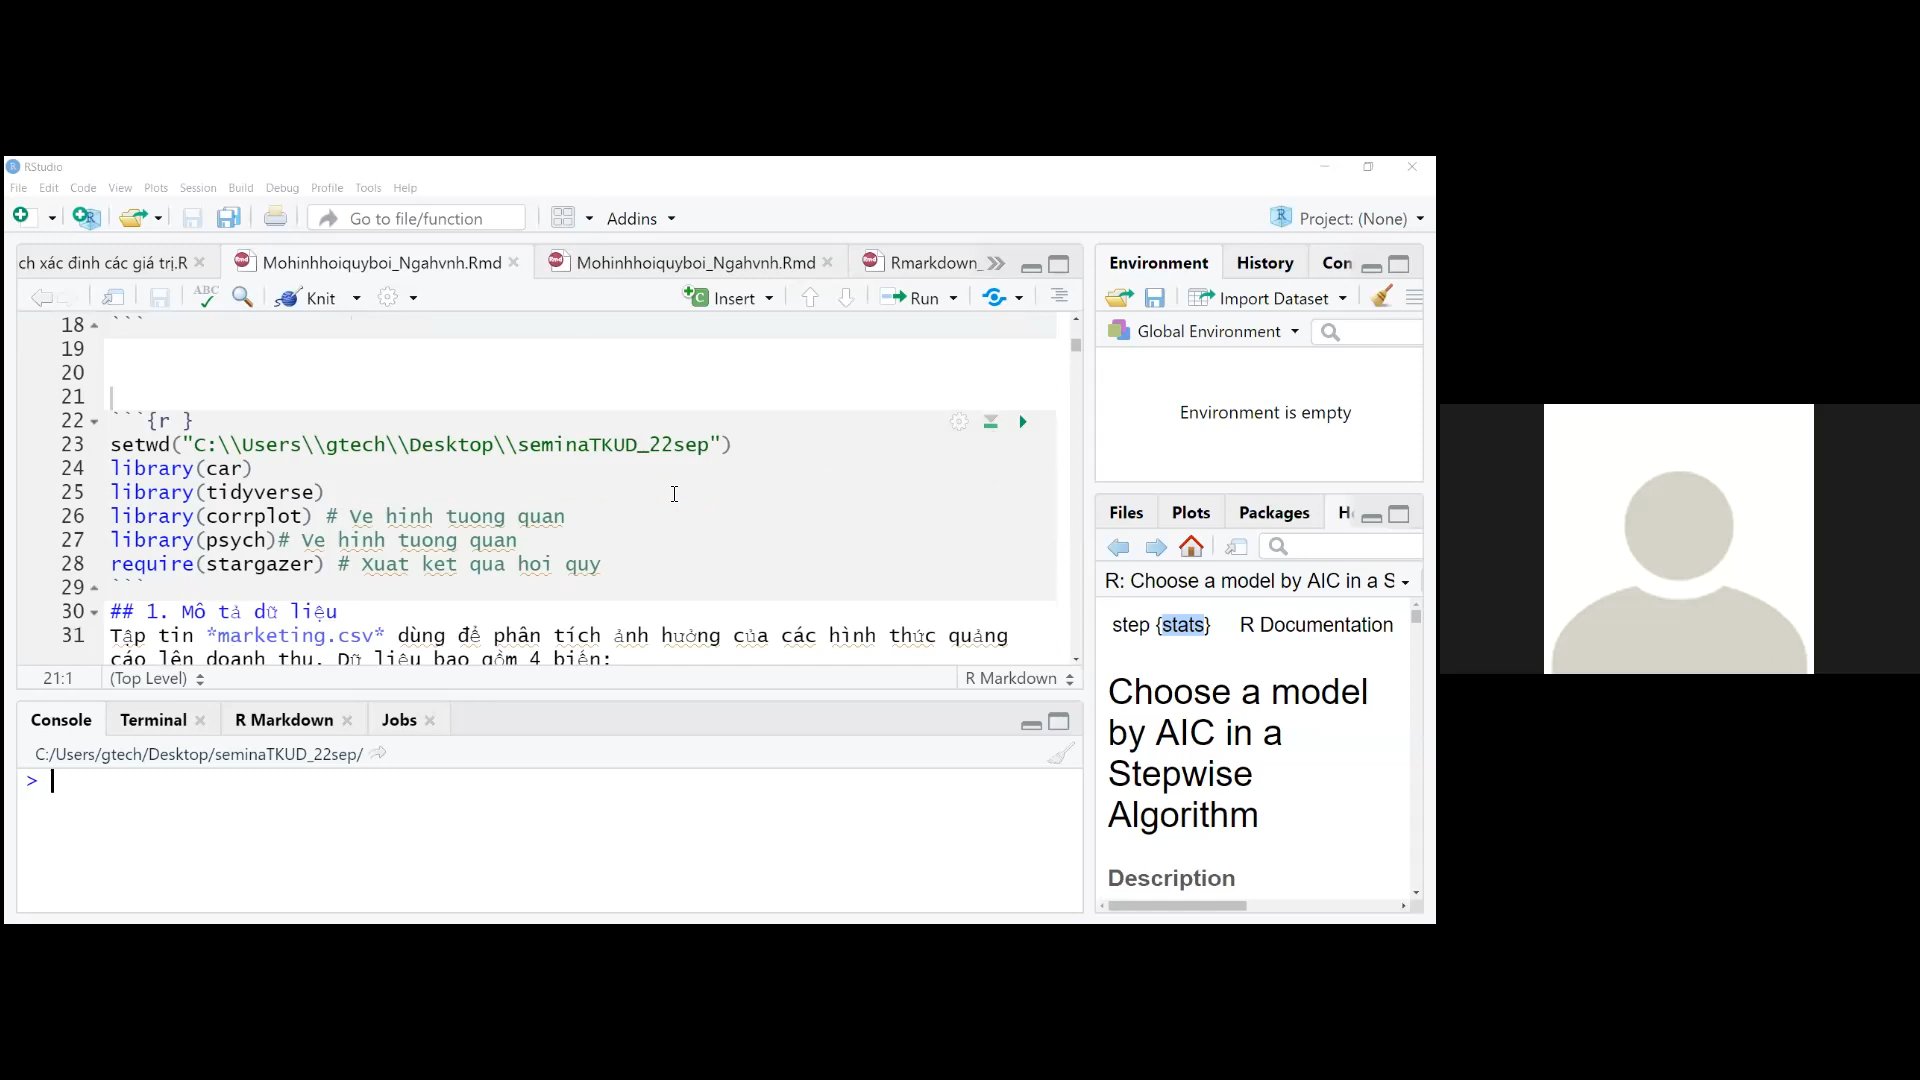 RStudio
File Edit Code View Plots Session Build Debug Profile Tools Help
Go to file/function Addins Project: (None)
ch xác đinh các giá trị.R Mohinhhoiquyboi_Ngahvnh.Rmd Mohinhhoiquyboi_Ngahvnh.Rmd Rmarkdown_
ABC Knit Insert Run
18 ```
19
20
21
22 ```{r }
23 setwd("C:\\Users\\gtech\\Desktop\\seminaTKUD_22sep")
24 library(car)
25 library(tidyverse)
26 library(corrplot) # Ve hinh tuong quan
27 library(psych)# Ve hinh tuong quan
28 require(stargazer) # Xuat ket qua hoi quy
29 ```
30 ## 1. Mô tả dữ liệu
31 Tập tin *marketing.csv* dùng để phân tích ảnh hưởng của các hình thức quảng
cáo lên doanh thu. Dữ liệu bao gồm 4 biến:
21:1 (Top Level) R Markdown
Console Terminal R Markdown Jobs
C:/Users/gtech/Desktop/seminaTKUD_22sep/
>
Environment History Con
Import Dataset
Global Environment
Environment is empty
Files Plots Packages H
R: Choose a model by AIC in a S
step {stats} R Documentation
Choose a model
by AIC in a
Stepwise
Algorithm
Description